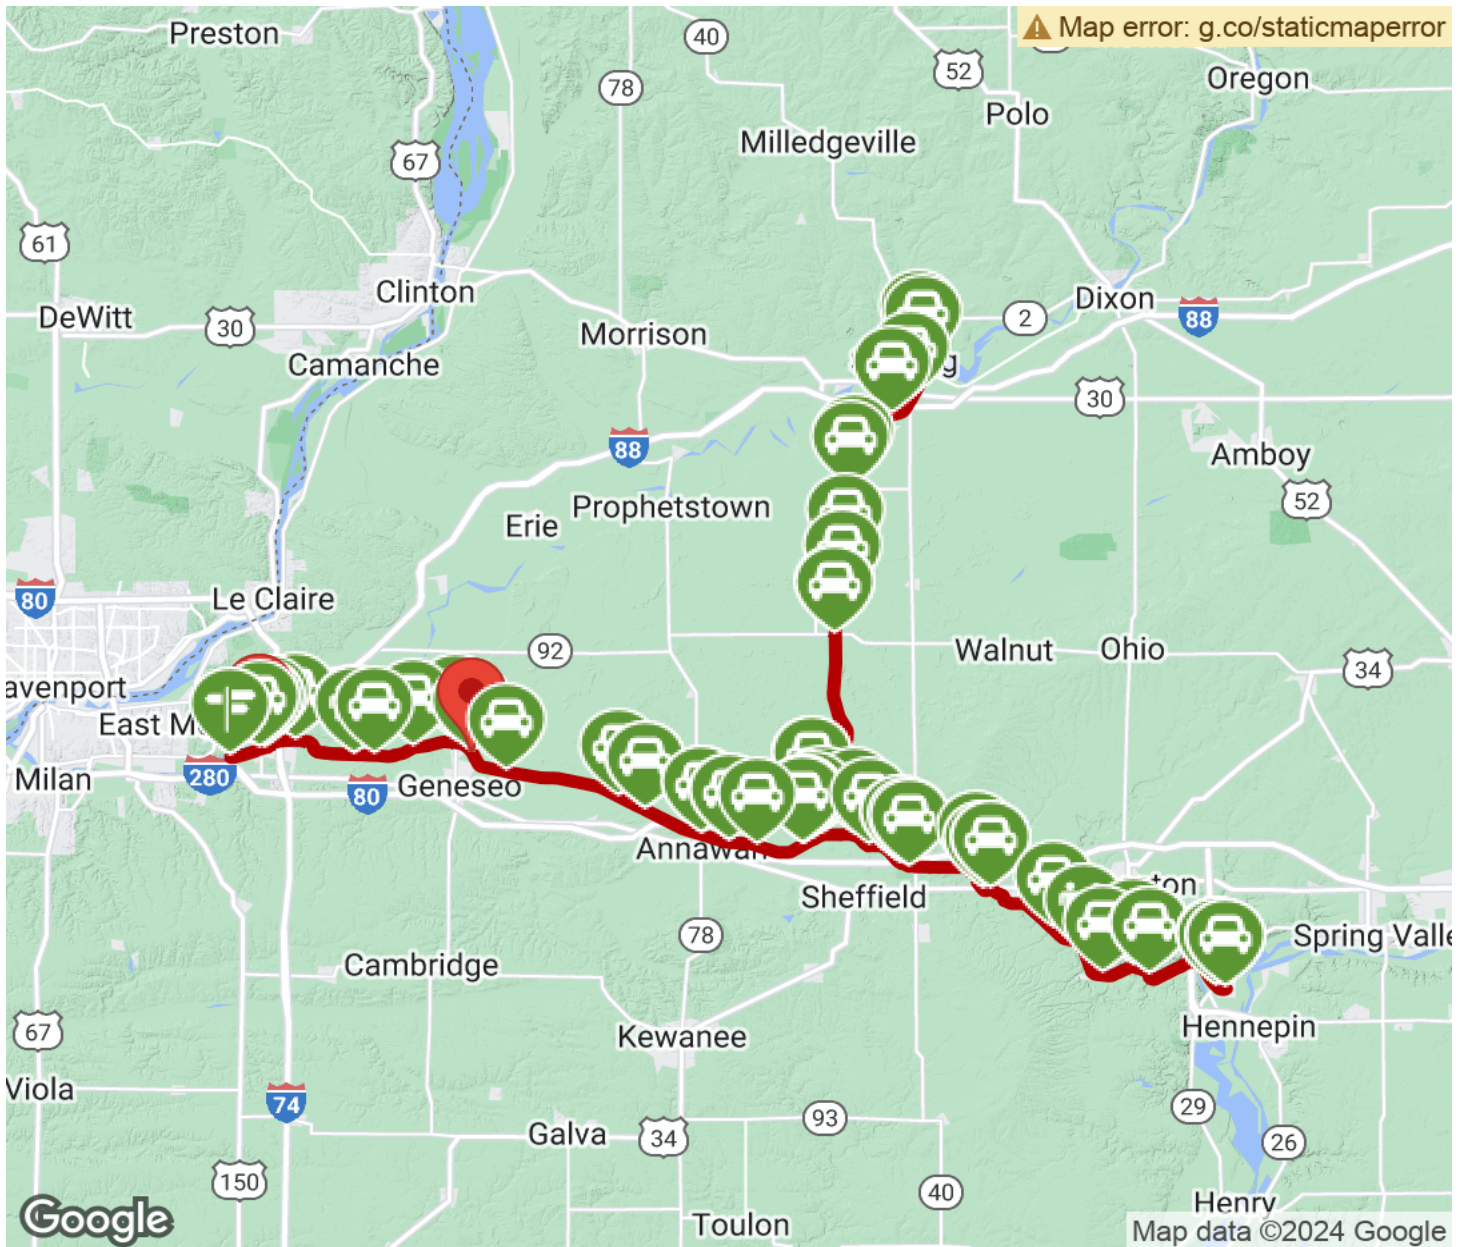 Preston
40
⚠ Map error: g.co/staticmaperror
78
52
Oregon
Polo
Milledgeville
67
61
Clinton
DeWitt
30
Morrison
2
Dixon
88
Camanche
g
30
88
Amboy
Prophetstown
52
Erie
80
Le Claire
92
Walnut
Ohio
34
avenport
East M
Milan
280
80
Geneseo
Annawan
Sheffield
ton
78
Spring Valle
Cambridge
67
Kewanee
Hennepin
Viola
74
29
93
Galva
34
26
150
40
Henry
Toulon
Google
Map data ©2024 Google